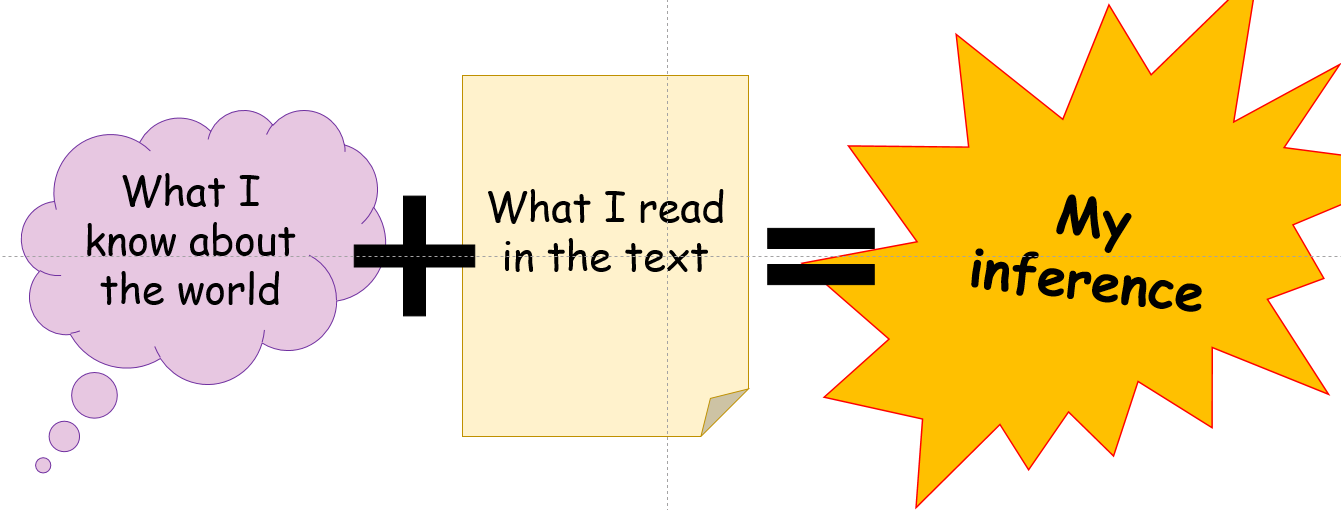 What I
know about
the world
+
What I read
in the text
=
My
inference